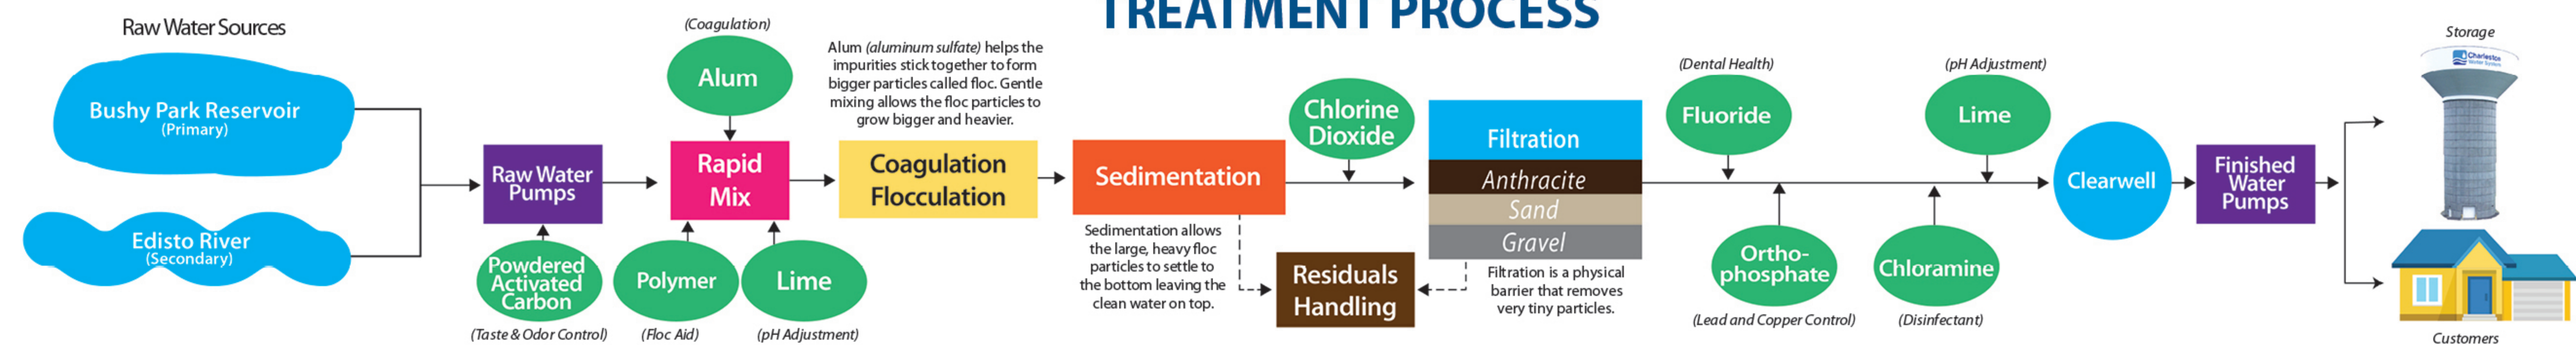 TREATMENT PROCESS
Raw Water Sources
Bushy Park Reservoir
(Primary)
Edisto River
(Secondary)
Raw Water
Pumps
Powdered
Activated
Carbon
(Taste & Odor Control)
(Coagulation)
Alum
Rapid
Mix
Polymer
(Floc Aid)
Lime
(pH Adjustment)
Alum (aluminum sulfate) helps the
impurities stick together to form
bigger particles called floc. Gentle
mixing allows the floc particles to
grow bigger and heavier.
Coagulation
Flocculation
Sedimentation
Sedimentation allows
the large, heavy floc
particles to settle to
the bottom leaving the
clean water on top.
Chlorine
Dioxide
Residuals
Handling
Filtration
Anthracite
Sand
Gravel
Filtration is a physical
barrier that removes
very tiny particles.
(Dental Health)
Fluoride
Ortho-
phosphate
(Lead and Copper Control)
(pH Adjustment)
Lime
Chloramine
(Disinfectant)
Clearwell
Finished
Water
Pumps
Storage
Charleston
Water System
Customers